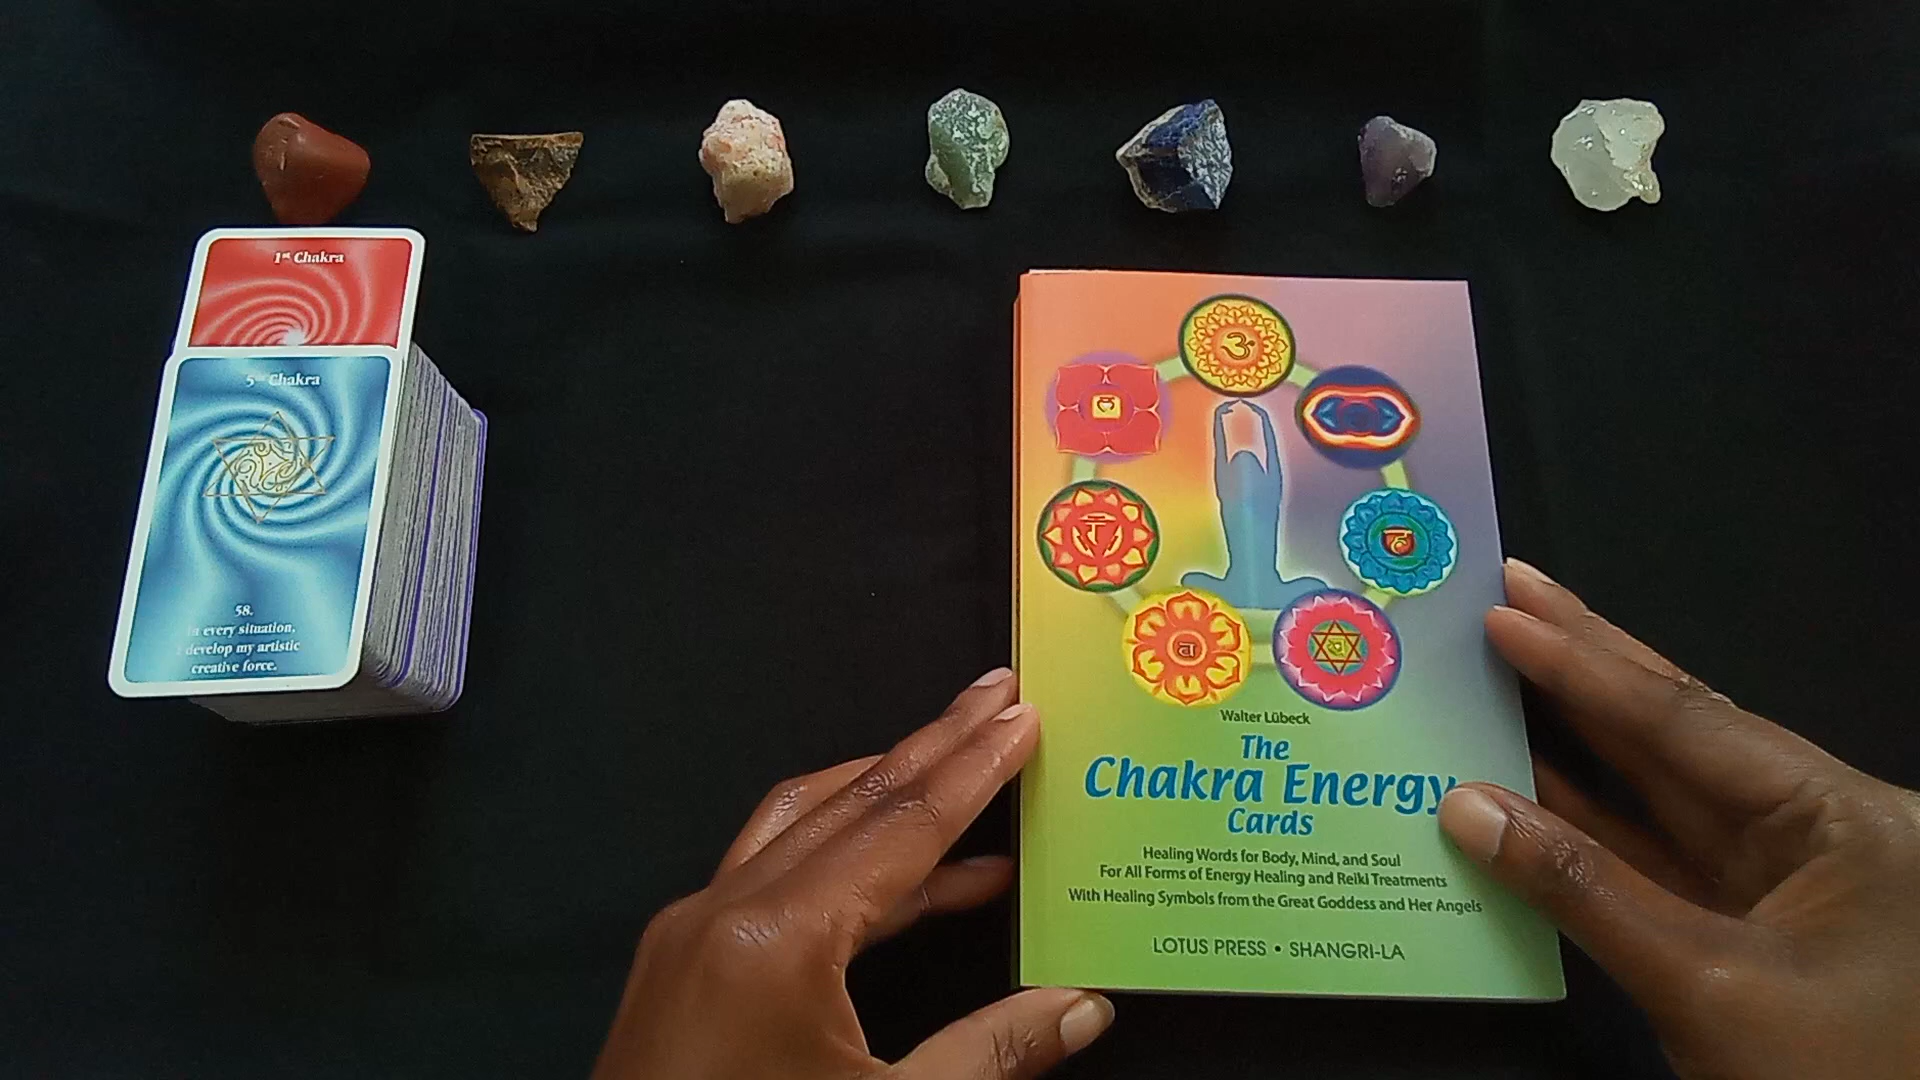 1st Chakra
5th Chakra
58.
In every situation,
I develop my artistic
creative force.
ॐ
Walter Lübeck
The
Chakra Energy
Cards
Healing Words for Body, Mind, and Soul
For All Forms of Energy Healing and Reiki Treatments
With Healing Symbols from the Great Goddess and Her Angels
LOTUS PRESS • SHANGRI-LA